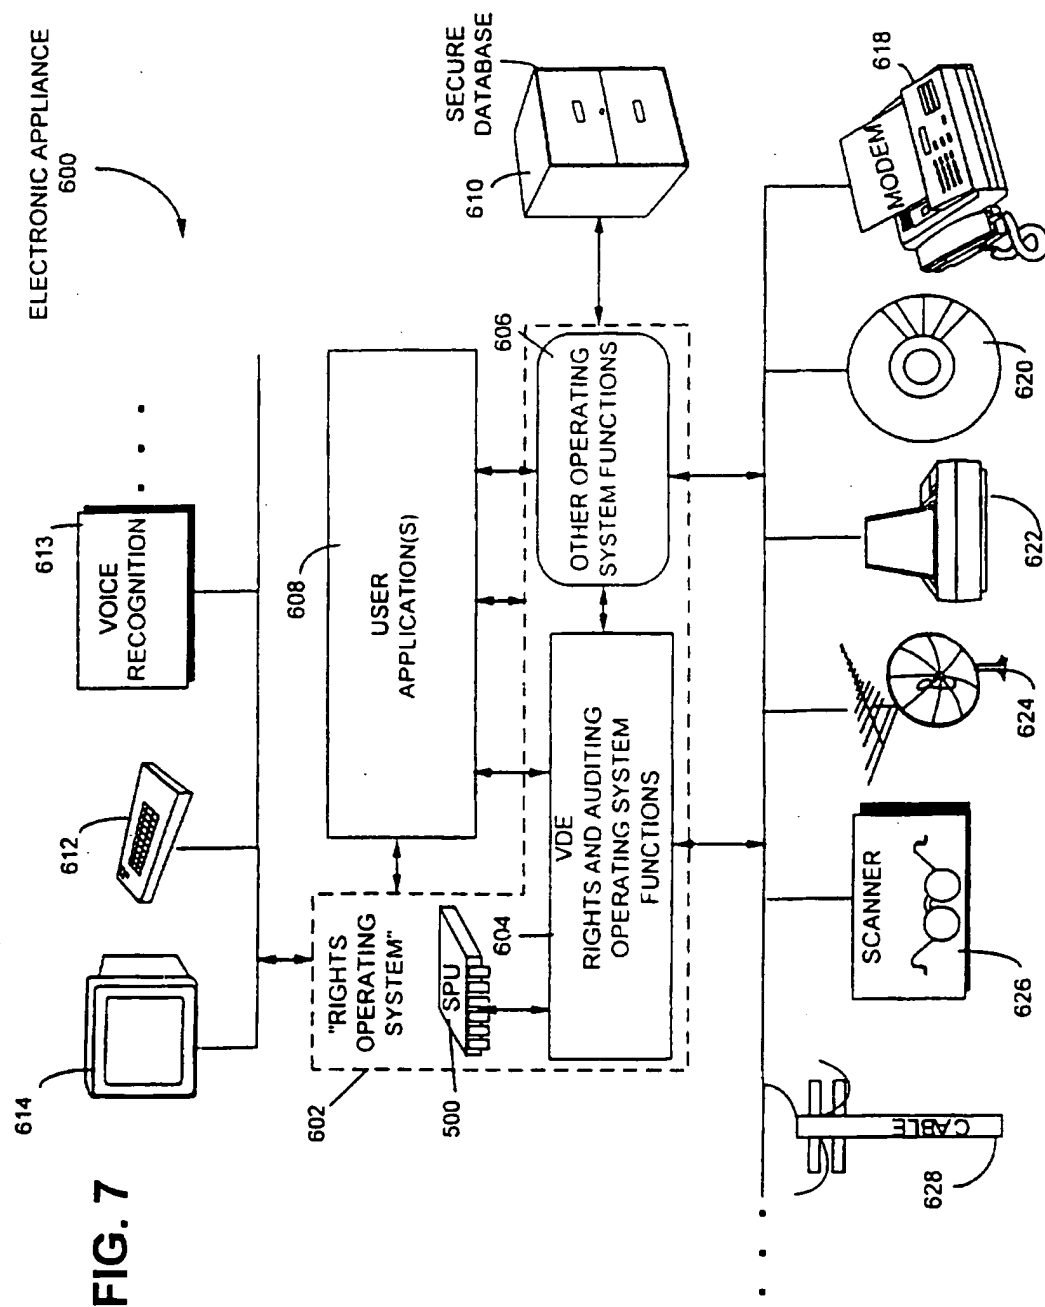 ELECTRONIC APPLIANCE
600
613
VOICE
RECOGNITION
612
614
608
USER
APPLICATION(S)
SECURE
DATABASE
610
"RIGHTS
OPERATING
SYSTEM"
602
SPU
500
604
VDE
RIGHTS AND AUDITING
OPERATING SYSTEM
FUNCTIONS
606
OTHER OPERATING
SYSTEM FUNCTIONS
CABLE
628
SCANNER
626
624
622
620
MODEM
618
FIG. 7